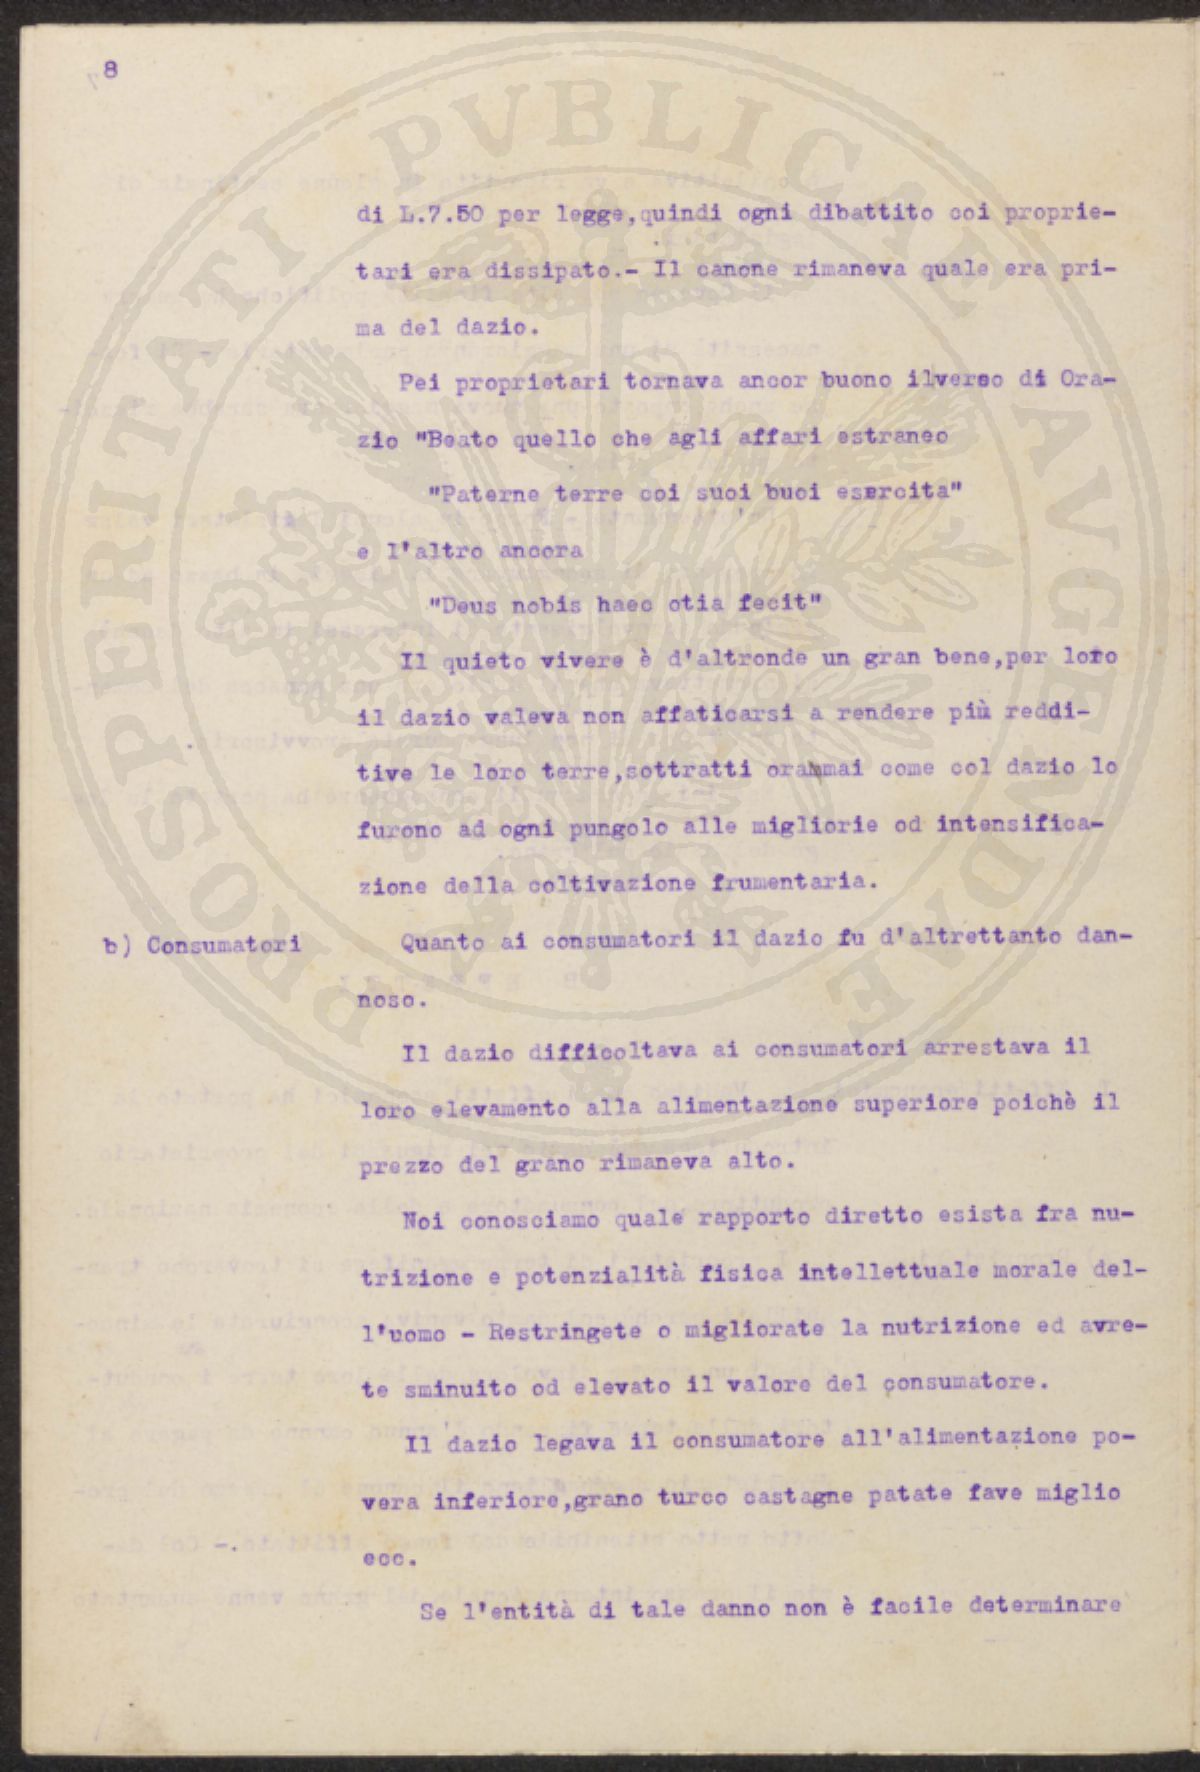 8
di L.7.50 per legge,quindi ogni dibattito coi proprie-
tari era dissipato.- Il canone rimaneva quale era pri-
ma del dazio.
Pei proprietari tornava ancor buono ilverso di Ora-
zio "Beato quello che agli affari estraneo
"Paterne terre coi suoi buoi esercita"
e l'altro ancora
"Deus nobis haec otia fecit"
Il quieto vivere è d'altronde un gran bene,per loro
il dazio valeva non affaticarsi a rendere più reddi-
tive le loro terre,sottratti orammai come col dazio lo
furono ad ogni pungolo alle migliorie od intensifica-
zione della coltivazione frumentaria.
b) Consumatori Quanto ai consumatori il dazio fu d'altrettanto dan-
noso.
Il dazio difficoltava ai consumatori arrestava il
loro elevamento alla alimentazione superiore poichè il
prezzo del grano rimaneva alto.
Noi conosciamo quale rapporto diretto esista fra nu-
trizione e potenzialità fisica intellettuale morale del-
l'uomo - Restringete o migliorate la nutrizione ed avre-
te sminuito od elevato il valore del consumatore.
Il dazio legava il consumatore all'alimentazione po-
vera inferiore,grano turco castagne patate fave miglio
ecc.
Se l'entità di tale danno non è facile determinare
PROSPERITATI PVBLICAE AVGENDAE